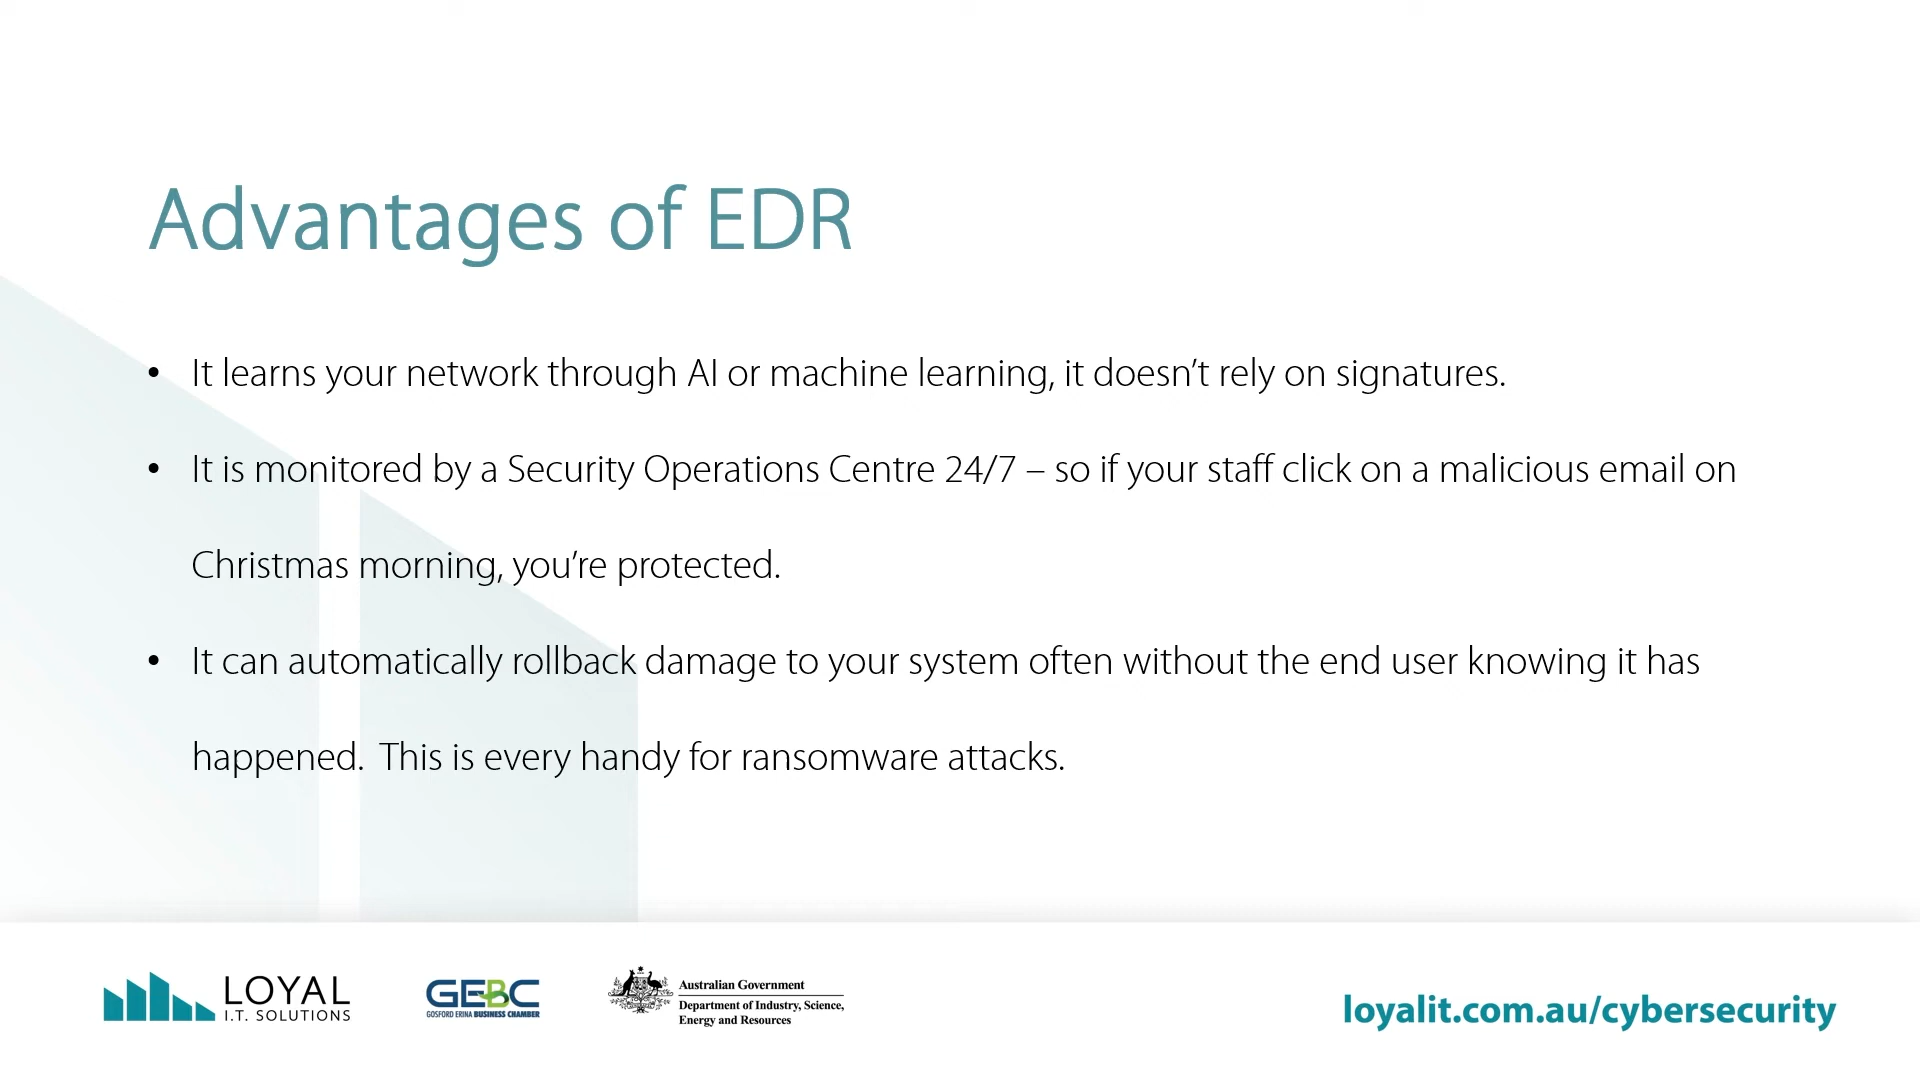 Advantages of EDR
• It learns your network through AI or machine learning, it doesn’t rely on signatures.
• It is monitored by a Security Operations Centre 24/7 – so if your staff click on a malicious email on
Christmas morning, you’re protected.
• It can automatically rollback damage to your system often without the end user knowing it has
happened.  This is every handy for ransomware attacks.
LOYAL
I.T. SOLUTIONS
GEBC
GOSFORD ERINA BUSINESS CHAMBER
Australian Government
Department of Industry, Science,
Energy and Resources
loyalit.com.au/cybersecurity